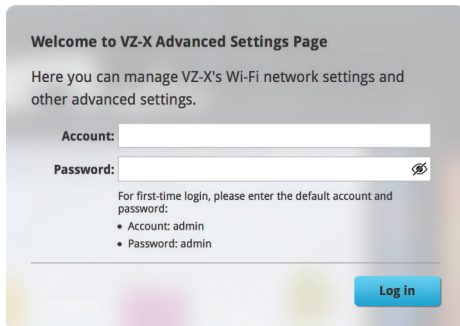 Welcome to VZ-X Advanced Settings Page
Here you can manage VZ-X's Wi-Fi network settings and
other advanced settings.
Account:
Password:
For first-time login, please enter the default account and
password:
• Account: admin
• Password: admin
Log in